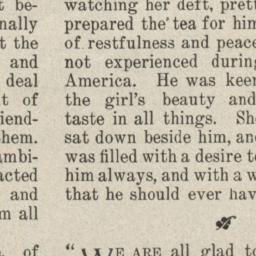 t be-
nally
t the
and
deal
t of
iend-
hem.
ambi-
acted
and
m all
of
watching her deft, prett
prepared the tea for him
of restfulness and peace
not experienced during
America. He was keen
the girl's beauty and
taste in all things. She
sat down beside him, and
was filled with a desire to
him always, and with a w
that he should ever hav
"WE ARE all glad to